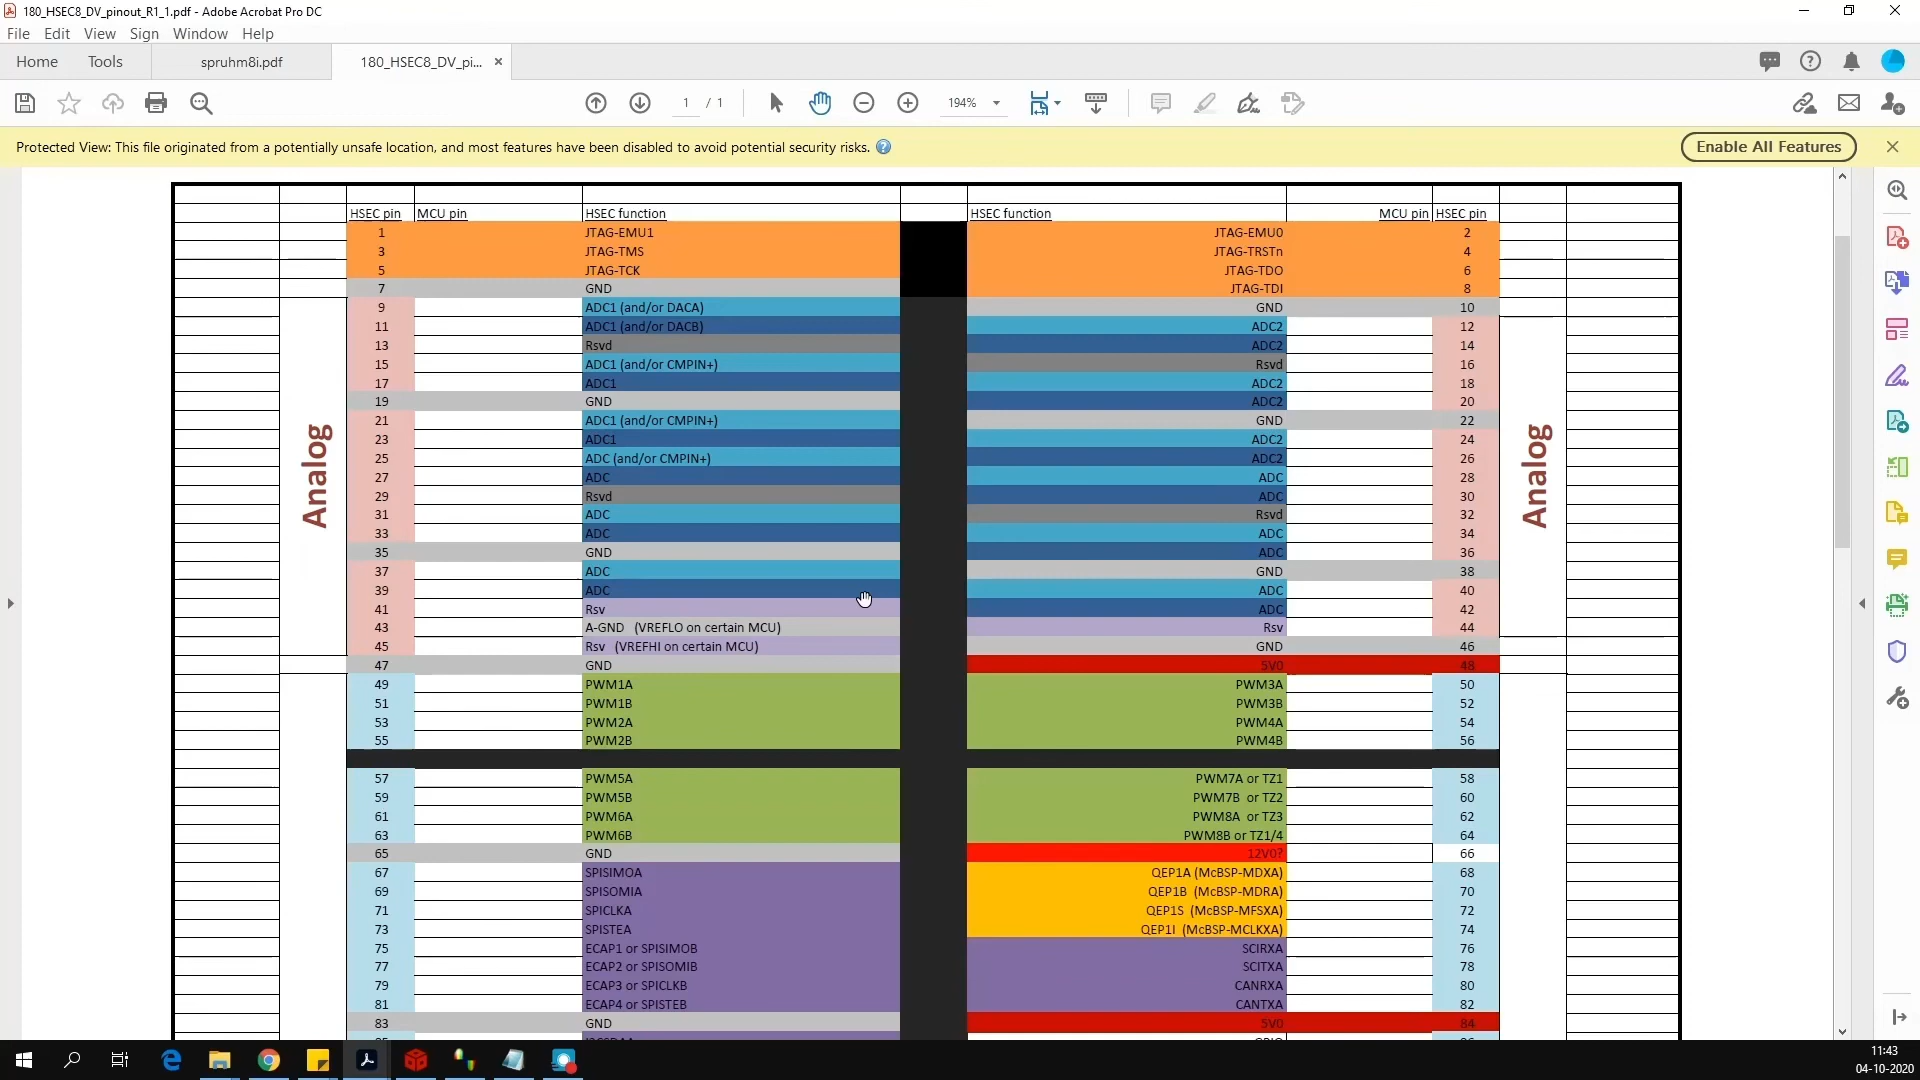 180_HSEC8_DV_pinout_R1_1.pdf - Adobe Acrobat Pro DC
File Edit View Sign Window Help
Home Tools spruhm8i.pdf 180_HSEC8_DV_pi... ×
1 / 1 194%
Protected View: This file originated from a potentially unsafe location, and most features have been disabled to avoid potential security risks. Enable All Features
HSEC pin MCU pin HSEC function HSEC function MCU pin HSEC pin
1 JTAG-EMU1 JTAG-EMU0 2
3 JTAG-TMS JTAG-TRSTn 4
5 JTAG-TCK JTAG-TDO 6
7 GND JTAG-TDI 8
9 ADC1 (and/or DACA) GND 10
11 ADC1 (and/or DACB) ADC2 12
13 Rsvd ADC2 14
15 ADC1 (and/or CMPIN+) Rsvd 16
17 ADC1 ADC2 18
19 GND ADC2 20
21 ADC1 (and/or CMPIN+) GND 22
23 ADC1 ADC2 24
25 ADC (and/or CMPIN+) ADC2 26
Analog Analog
27 ADC ADC 28
29 Rsvd ADC 30
31 ADC Rsvd 32
33 ADC ADC 34
35 GND ADC 36
37 ADC GND 38
39 ADC ADC 40
41 Rsv ADC 42
43 A-GND (VREFLO on certain MCU) Rsv 44
45 Rsv (VREFHI on certain MCU) GND 46
47 GND 5V0 48
49 PWM1A PWM3A 50
51 PWM1B PWM3B 52
53 PWM2A PWM4A 54
55 PWM2B PWM4B 56
57 PWM5A PWM7A or TZ1 58
59 PWM5B PWM7B or TZ2 60
61 PWM6A PWM8A or TZ3 62
63 PWM6B PWM8B or TZ1/4 64
65 GND 12V0? 66
67 SPISIMOA QEP1A (McBSP-MDXA) 68
69 SPISOMIA QEP1B (McBSP-MDRA) 70
71 SPICLKA QEP1S (McBSP-MFSXA) 72
73 SPISTEA QEP1I (McBSP-MCLKXA) 74
75 ECAP1 or SPISIMOB SCIRXA 76
77 ECAP2 or SPISOMIB SCITXA 78
79 ECAP3 or SPICLKB CANRXA 80
81 ECAP4 or SPISTEB CANTXA 82
83 GND 5V0 84
11:43
04-10-2020